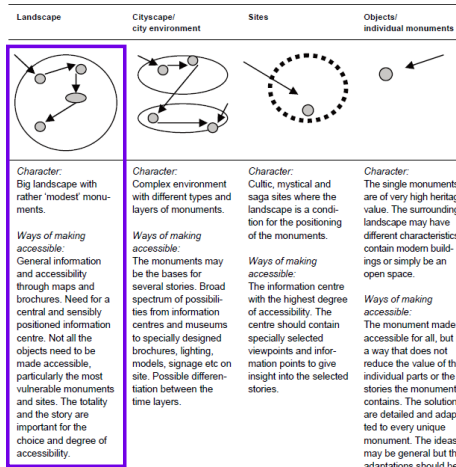 Landscape
Character:
Big landscape with
rather 'modest' monu-
ments.
Ways of making
accessible:
General information
and accessibility
through maps and
brochures. Need for a
central and sensibly
positioned information
centre. Not all the
objects need to be
made accessible,
particularly the most
vulnerable monuments
and sites. The totality
and the story are
important for the
choice and degree of
accessibility.
Cityscape/
city environment
Character:
Complex environment
with different types and
layers of monuments.
Ways of making
accessible:
The monuments may
be the bases for
several stories. Broad
spectrum of possibili-
ties from information
centres and museums
to specially designed
brochures, lighting,
models, signage etc on
site. Possible differen-
tiation between the
time layers.
Sites
Character:
Cultic, mystical and
saga sites where the
landscape is a condi-
tion for the positioning
of the monuments.
Ways of making
accessible:
The information centre
with the highest degree
of accessibility. The
centre should contain
specially selected
viewpoints and infor-
mation points to give
insight into the selected
stories.
Objects/
individual monuments
Character:
The single monuments
are of very high heritag
value. The surrounding
landscape may have
different characteristics
contain modern build-
ings or simply be an
open space.
Ways of making
accessible:
The monument made
accessible for all, but
a way that does not
reduce the value of the
individual parts or the
stories the monument
contains. The solution
are detailed and adap
ted to every unique
monument. The ideas
may be general but th
adaptations should be